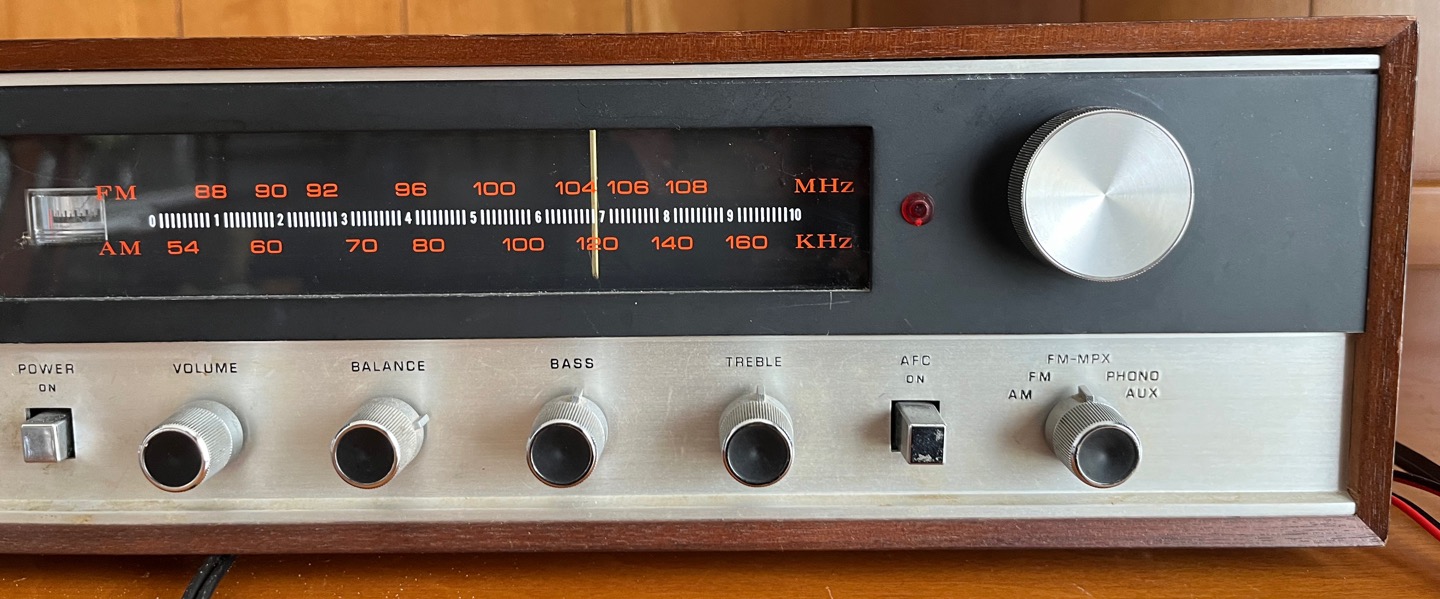 FM 88 90 92 96 100 104 106 108 MHz
0 1 2 3 4 5 6 7 8 9 10
AM 54 60 70 80 100 120 140 160 KHz
POWER VOLUME BALANCE BASS TREBLE AFC FM-MPX
ON ON FM PHONO
AM AUX